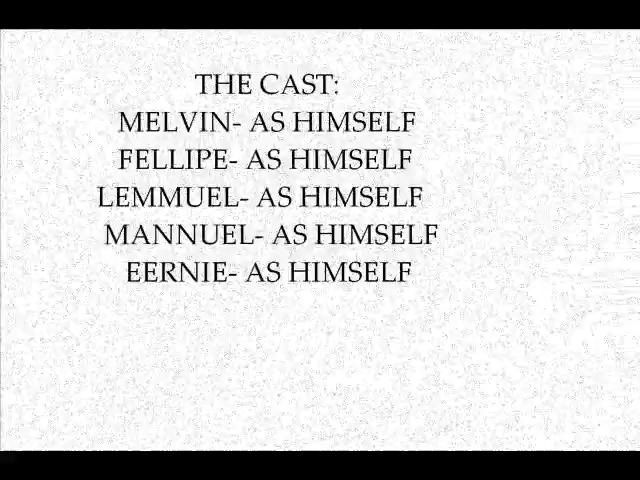 THE CAST:
MELVIN- AS HIMSELF
FELLIPE- AS HIMSELF
LEMMUEL- AS HIMSELF
MANNUEL- AS HIMSELF
EERNIE- AS HIMSELF